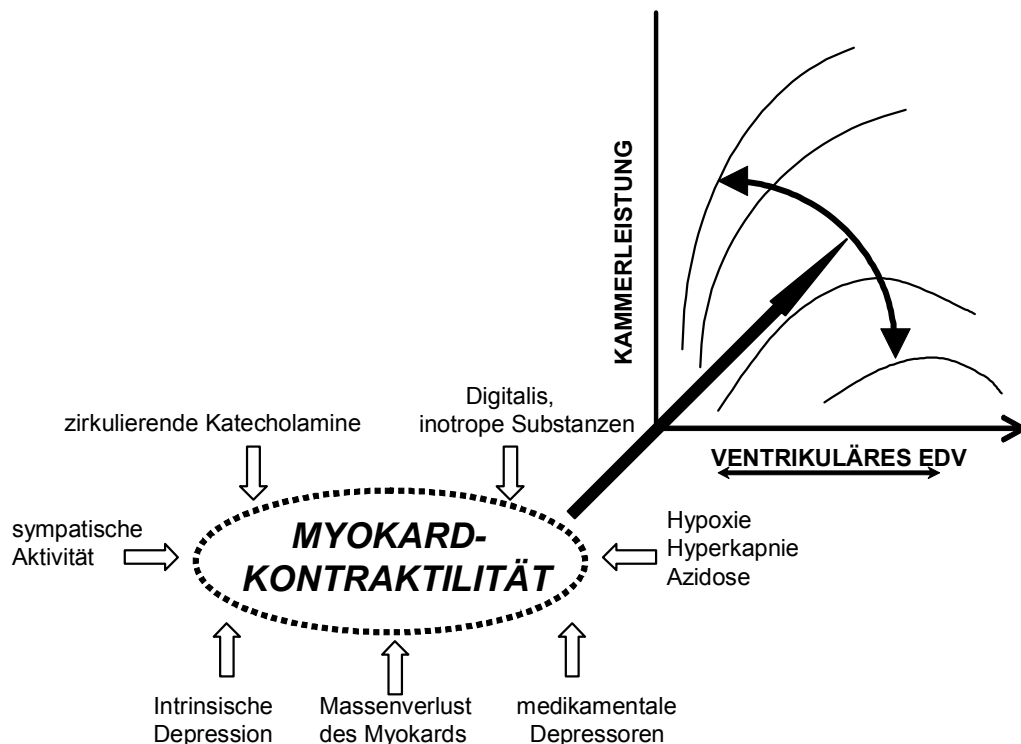 KAMMERLEISTUNG
VENTRIKULÄRES EDV
Digitalis,
inotrope Substanzen
zirkulierende Katecholamine
sympatische
Aktivität
MYOKARD-
KONTRAKTILITÄT
Hypoxie
Hyperkapnie
Azidose
Intrinsische
Depression
Massenverlust
des Myokards
medikamentale
Depressoren